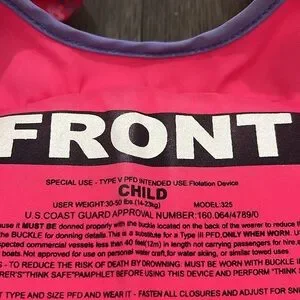 FRONT
SPECIAL USE - TYPE V PFD INTENDED USE.Flotation Device
CHILD
USER WEIGHT:30-50 lbs.(14-23kg) MODEL:325
U.S.COAST GUARD APPROVAL NUMBER:160.064/4789/0
cause it MUST be donned properly with the buckle located on the back of the wearer to reduce
the BUCKLE for donning details. This is a substitute for a Type III PFD,ONLY WHEN WORN. U
spected commercial vessels less than 40 feet(12m) in length not carrying passengers for hire,
boats. Not approved for use on personal water craft,for water skiing, or similar towed uses
S - TO REDUCE THE RISK OF DEATH BY DROWNING: MUST BE WORN WITH BUCKLE
RER'S"THINK SAFE"PAMPHLET BEFORE USING THIS DEVICE AND PERFORM "THINK
T TYPE AND SIZE PFD AND WEAR IT - FASTEN ALL CLOSURES AND ADJUST FOR SN